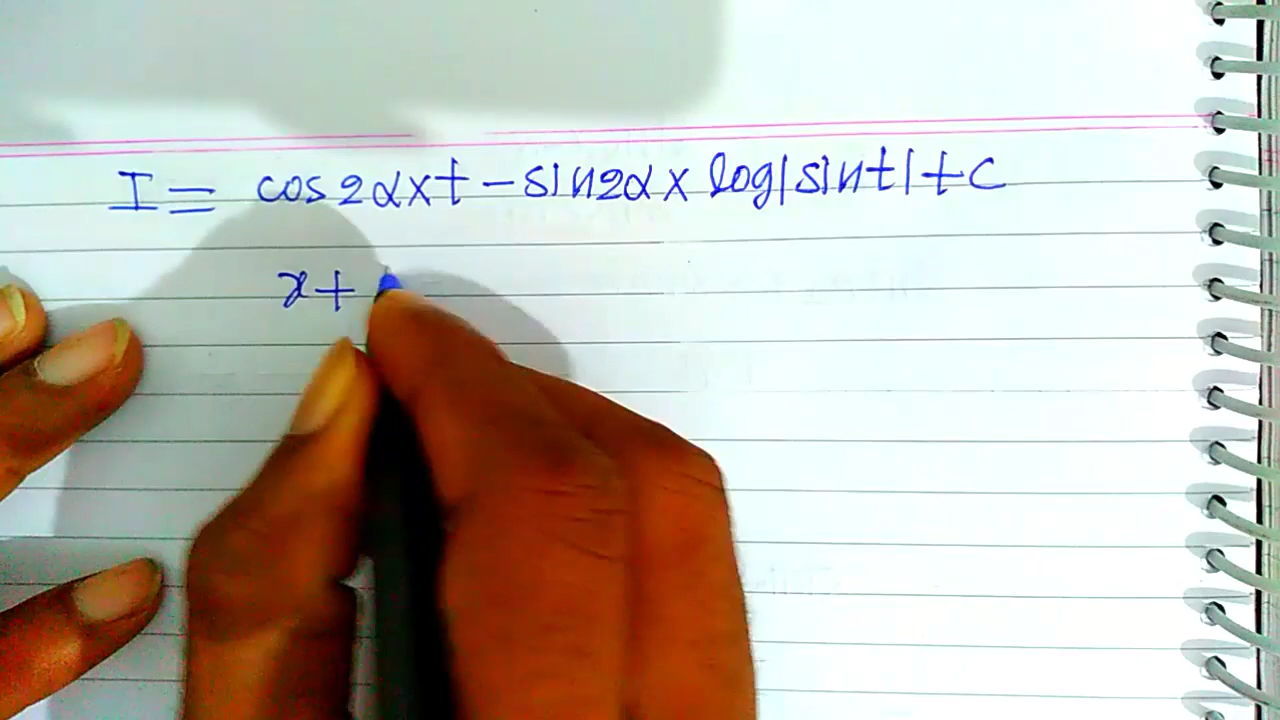 I = cos2αxt - sin2αx log|sint|+c
x+